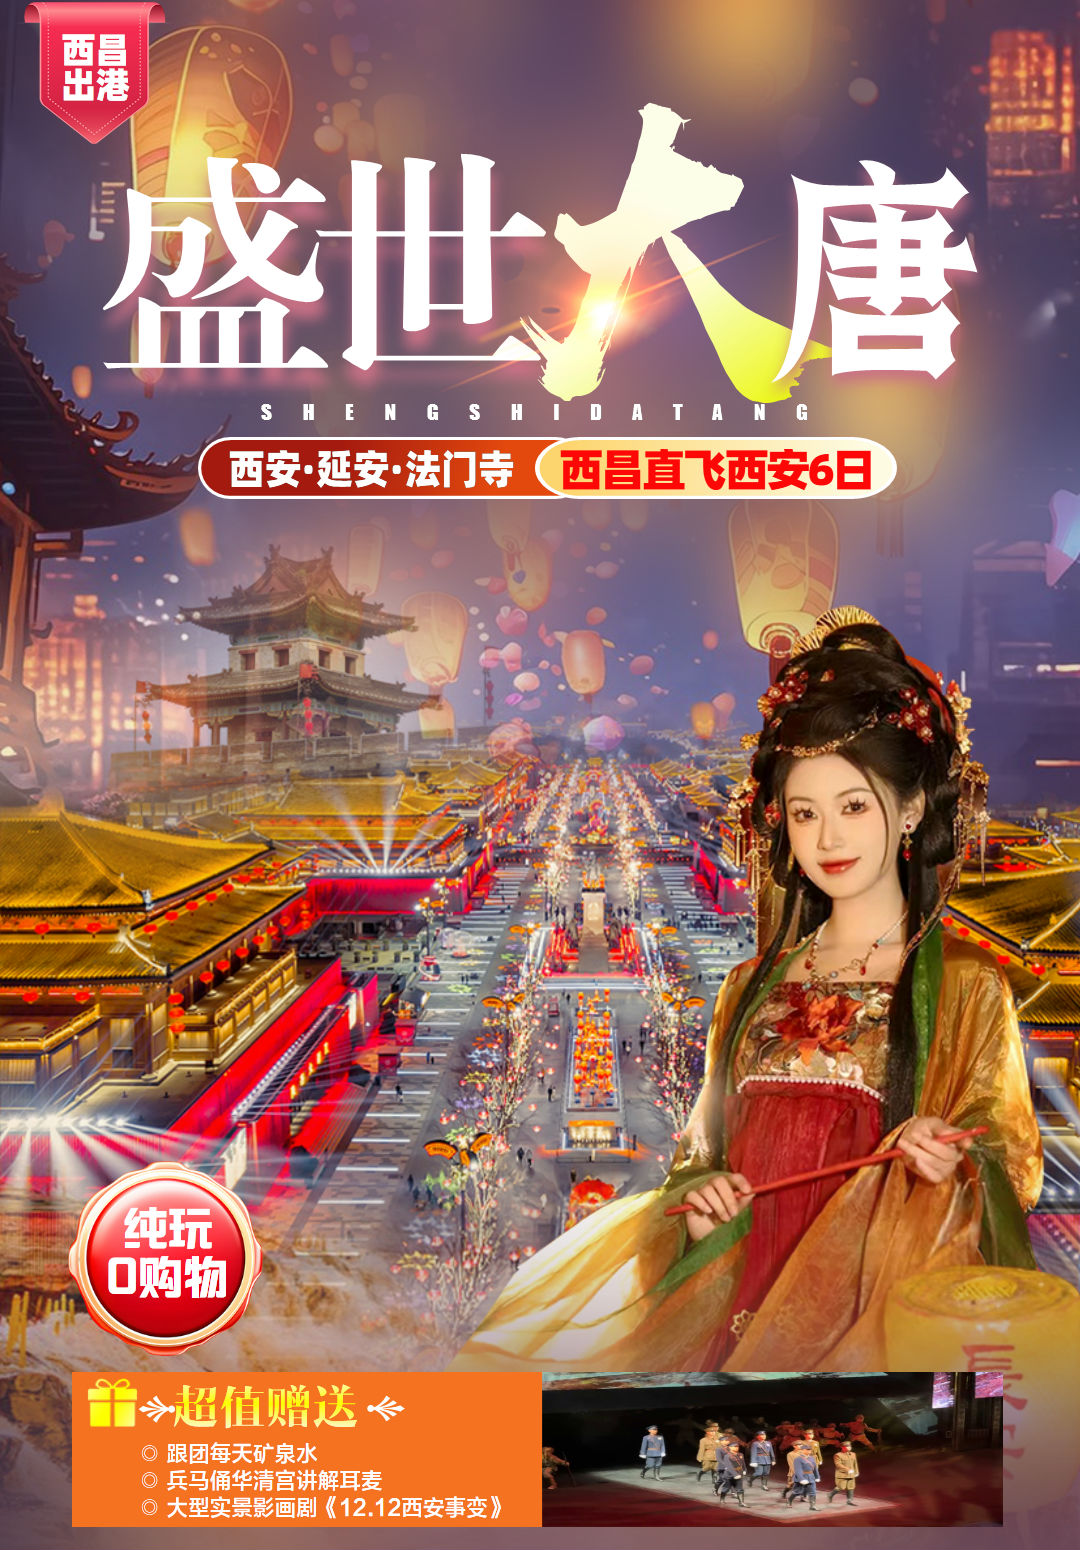 西昌
出港
盛世大唐
SHENGSHIDATANG
西安·延安·法门寺
西昌直飞西安6日
纯玩
0购物
超值赠送
◎ 跟团每天矿泉水
◎ 兵马俑华清宫讲解耳麦
◎ 大型实景影画剧《12.12西安事变》